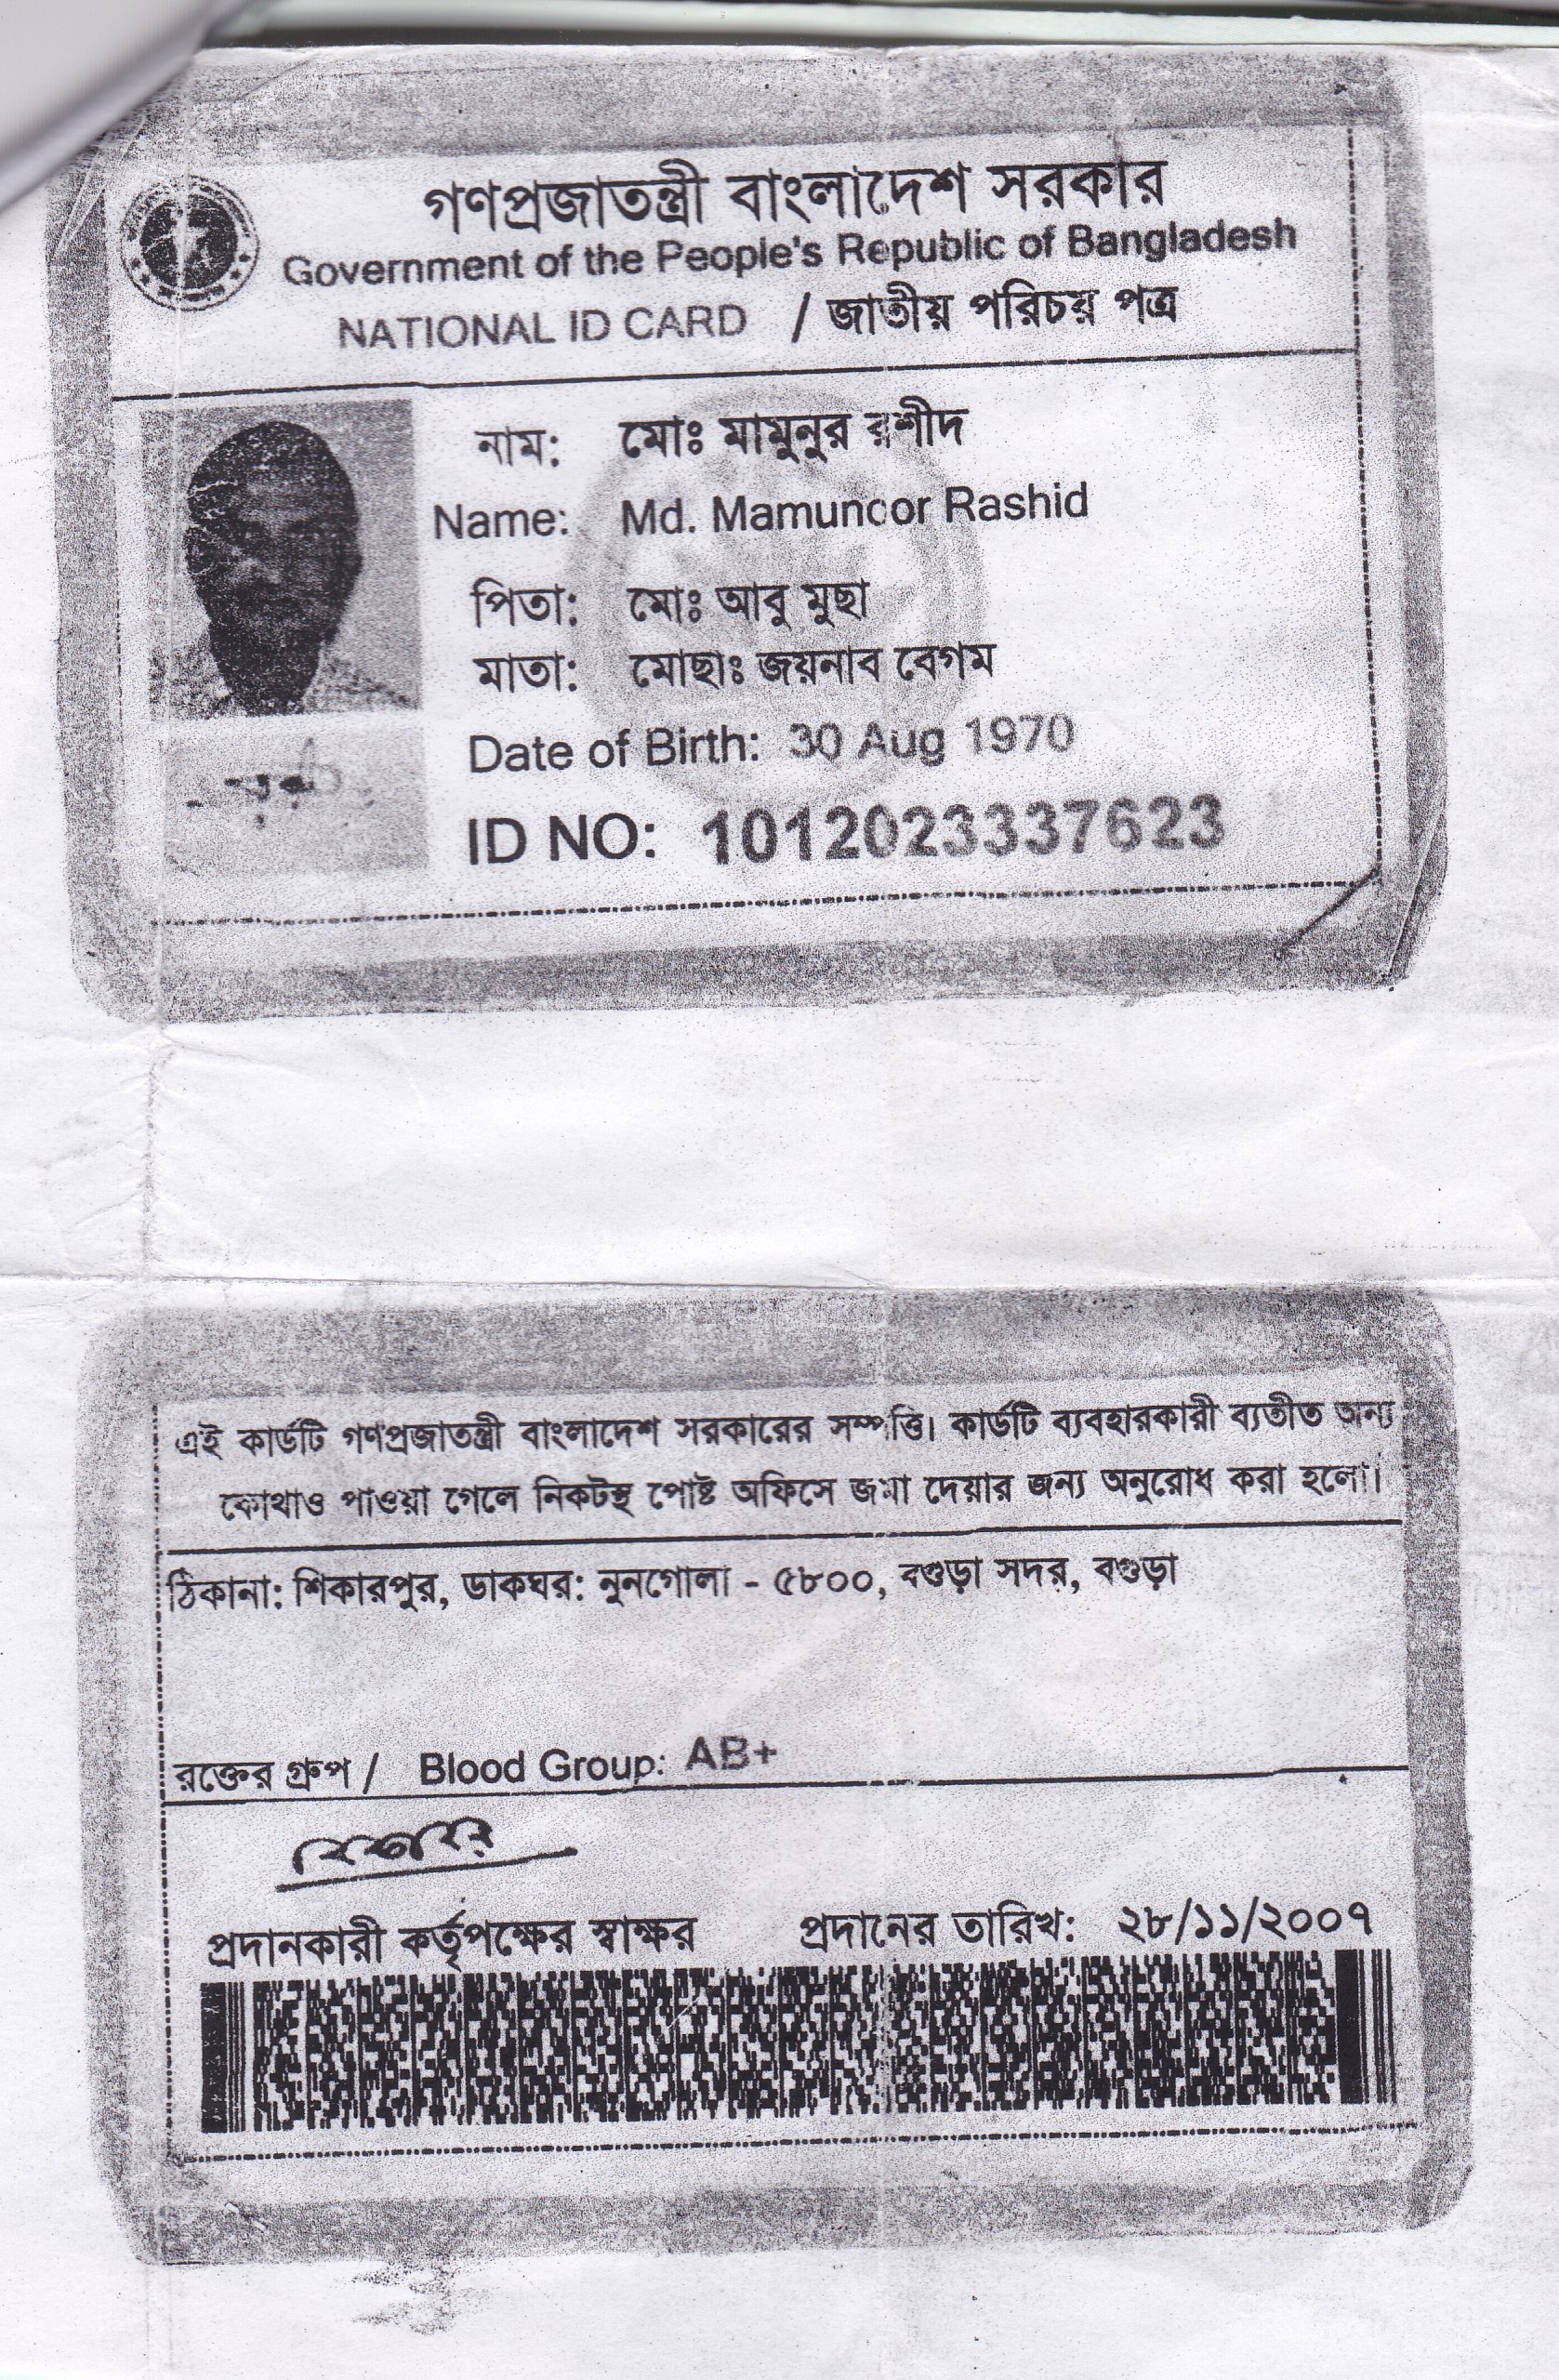 গণপ্রজাতন্ত্রী বাংলাদেশ সরকার
Government of the People's Republic of Bangladesh
NATIONAL ID CARD / জাতীয় পরিচয় পত্র
নাম: মোঃ মামুনুর রশীদ
Name: Md. Mamunoor Rashid
পিতা: মোঃ আবু মুছা
মাতা: মোছাঃ জয়নাব বেগম
Date of Birth: 30 Aug 1970
ID NO: 1012023337623
এই কার্ডটি গণপ্রজাতন্ত্রী বাংলাদেশ সরকারের সম্পত্তি। কার্ডটি ব্যবহারকারী ব্যতীত অন্য
কোথাও পাওয়া গেলে নিকটস্থ পোষ্ট অফিসে জমা দেয়ার জন্য অনুরোধ করা হলো।
ঠিকানা: শিকারপুর, ডাকঘর: নুনগোলা - ৫৮০০, বগুড়া সদর, বগুড়া
রক্তের গ্রুপ / Blood Group: AB+
প্রদানকারী কর্তৃপক্ষের স্বাক্ষর প্রদানের তারিখ: ২৮/১১/২০০৭